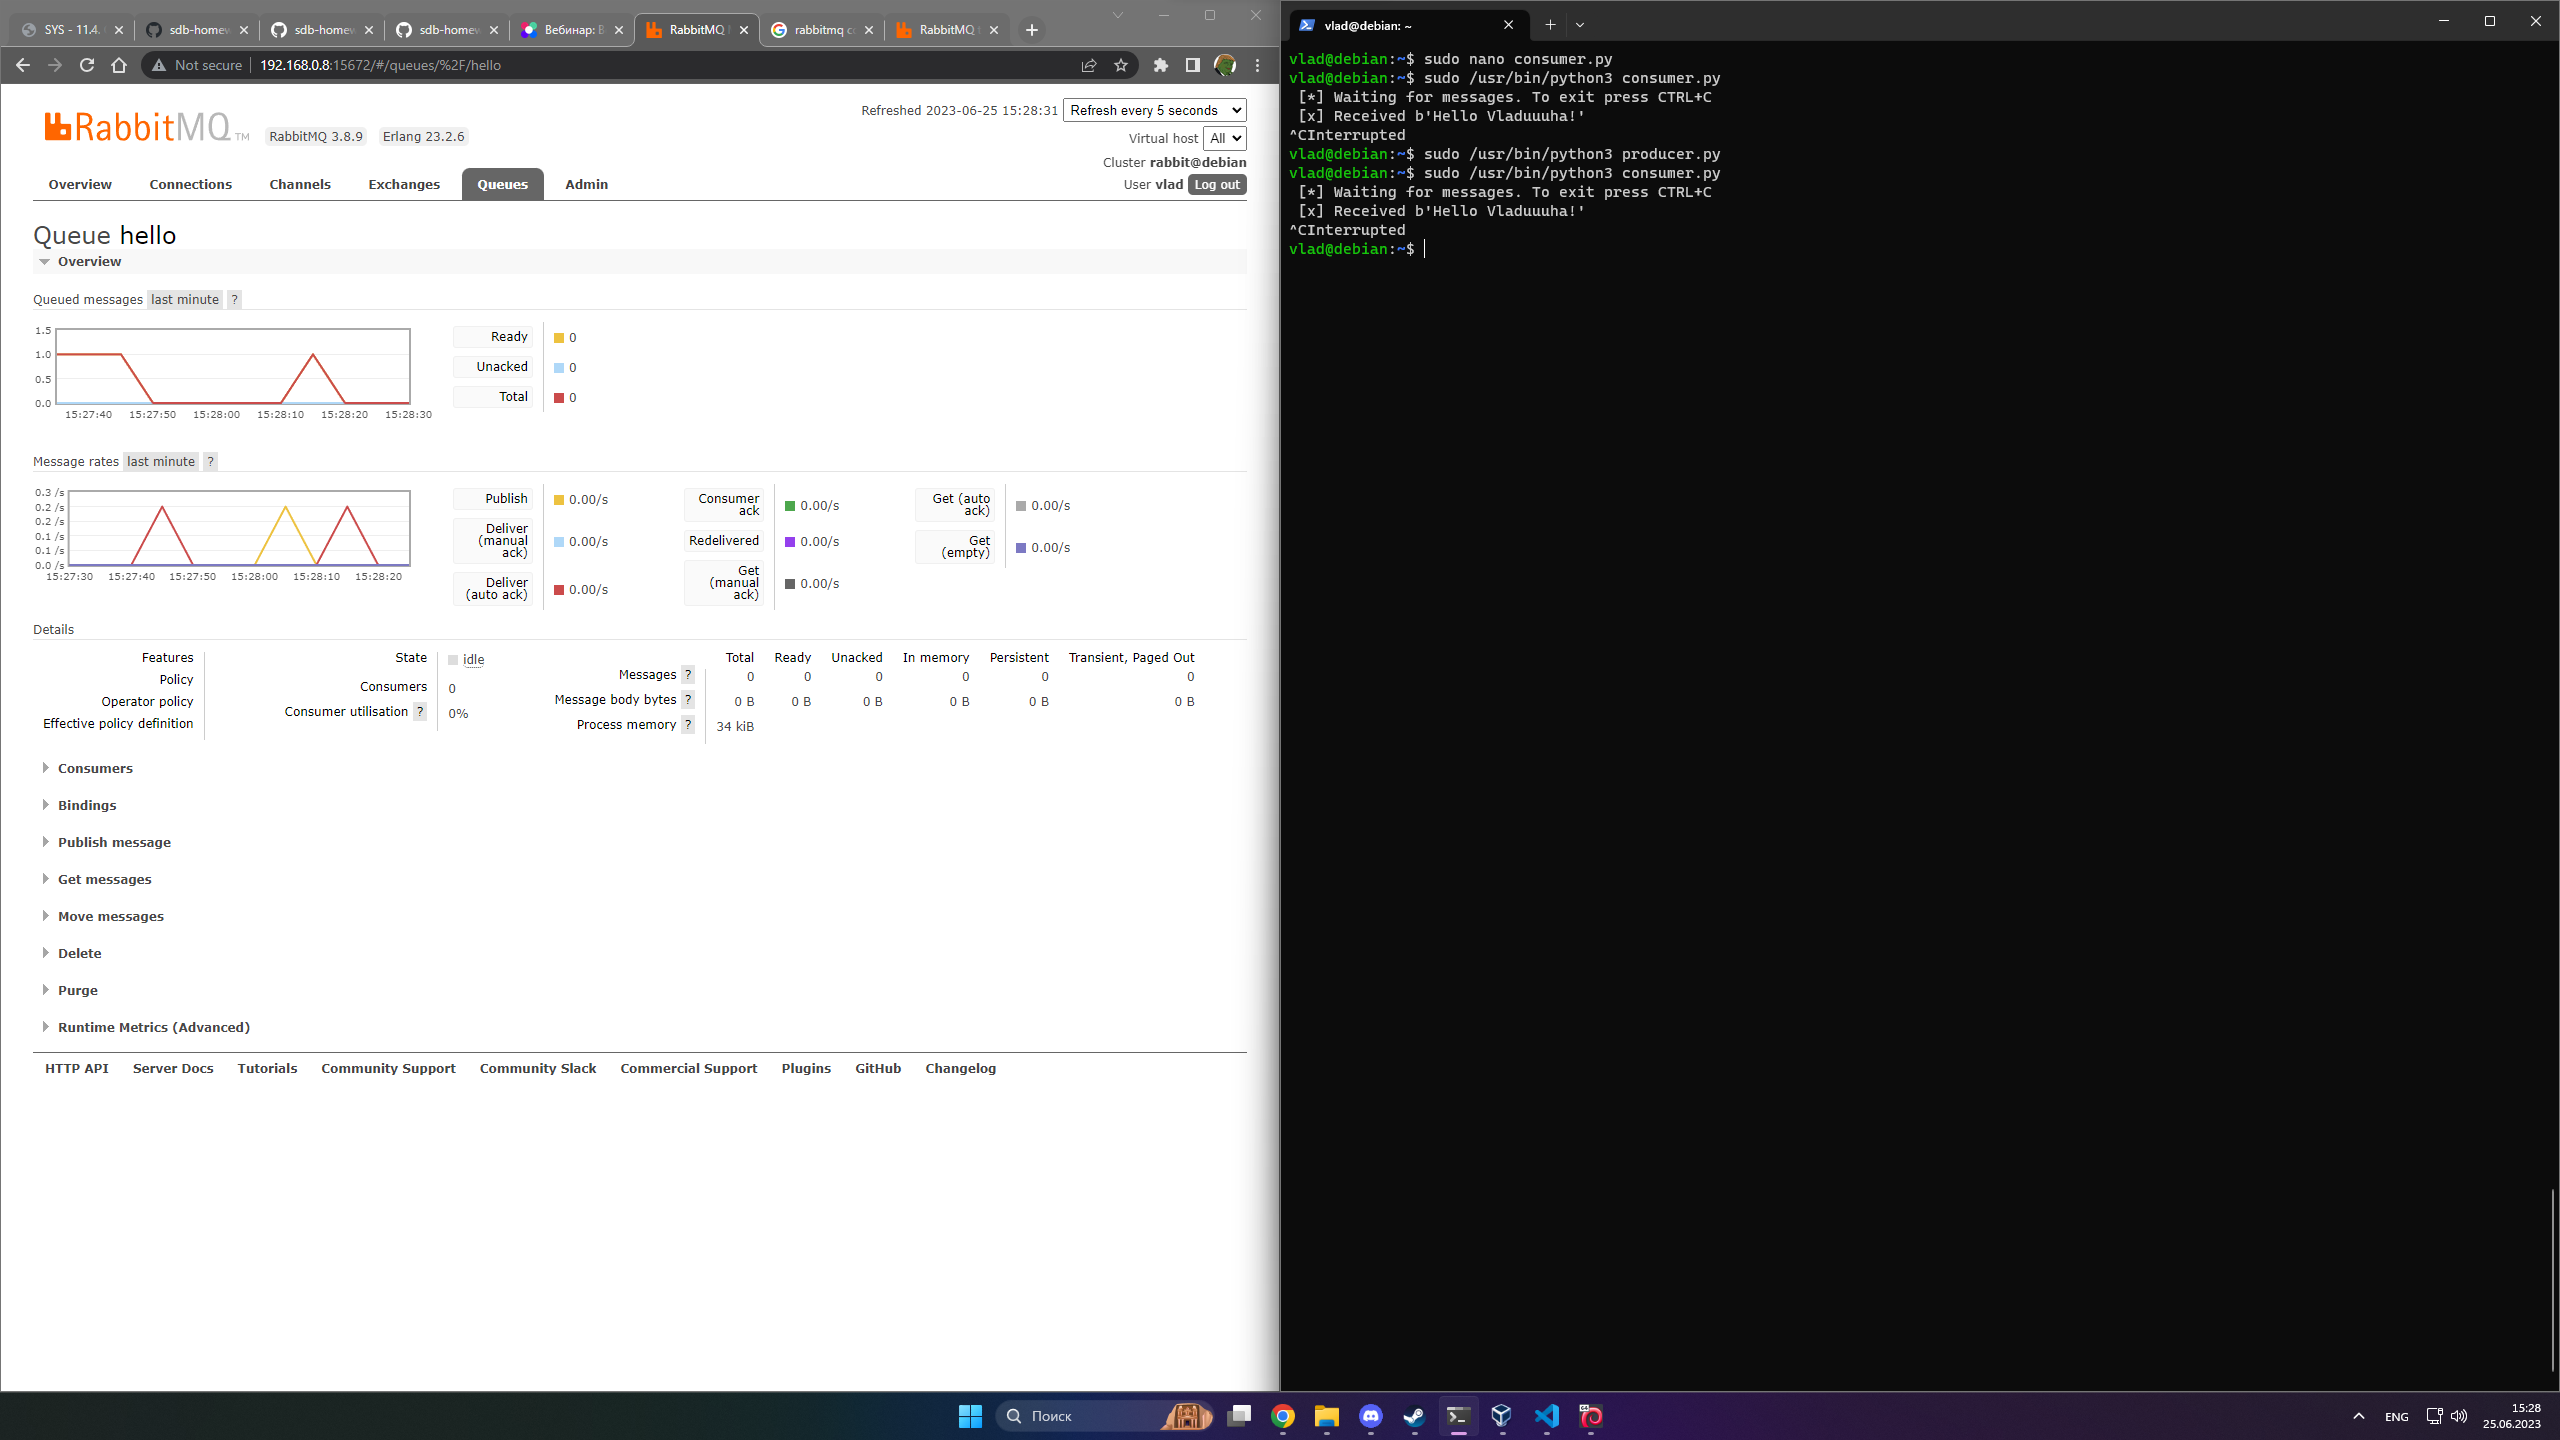 SYS - 11.4.
sdb-homew
sdb-homew
sdb-homew
Вебинар: В
RabbitMQ
rabbitmq co
RabbitMQ
Not secure
192.168.0.8:15672/#/queues/%2F/hello
RabbitMQ TM
RabbitMQ 3.8.9
Erlang 23.2.6
Refreshed 2023-06-25 15:28:31
Refresh every 5 seconds
Virtual host All
Cluster rabbit@debian
User vlad Log out
Overview
Connections
Channels
Exchanges
Queues
Admin
Queue hello
Overview
Queued messages last minute ?
1.5
1.0
0.5
0.0
15:27:40 15:27:50 15:28:00 15:28:10 15:28:20 15:28:30
Ready 0
Unacked 0
Total 0
Message rates last minute ?
0.3 /s
0.2 /s
0.2 /s
0.1 /s
0.1 /s
0.0 /s
15:27:30 15:27:40 15:27:50 15:28:00 15:28:10 15:28:20
Publish 0.00/s
Deliver
(manual 0.00/s
ack)
Deliver
(auto ack) 0.00/s
Consumer
ack 0.00/s
Redelivered 0.00/s
Get
(manual 0.00/s
ack)
Get (auto
ack) 0.00/s
Get
(empty) 0.00/s
Details
Features
Policy
Operator policy
Effective policy definition
State idle
Consumers 0
Consumer utilisation ? 0%
Total Ready Unacked In memory Persistent Transient, Paged Out
Messages ? 0 0 0 0 0 0
Message body bytes ? 0 B 0 B 0 B 0 B 0 B 0 B
Process memory ? 34 kiB
Consumers
Bindings
Publish message
Get messages
Move messages
Delete
Purge
Runtime Metrics (Advanced)
HTTP API Server Docs Tutorials Community Support Community Slack Commercial Support Plugins GitHub Changelog
vlad@debian: ~
vlad@debian:~$ sudo nano consumer.py
vlad@debian:~$ sudo /usr/bin/python3 consumer.py
[*] Waiting for messages. To exit press CTRL+C
[x] Received b'Hello Vladuuuha!'
^CInterrupted
vlad@debian:~$ sudo /usr/bin/python3 producer.py
vlad@debian:~$ sudo /usr/bin/python3 consumer.py
[*] Waiting for messages. To exit press CTRL+C
[x] Received b'Hello Vladuuuha!'
^CInterrupted
vlad@debian:~$
Поиск
ENG
15:28
25.06.2023